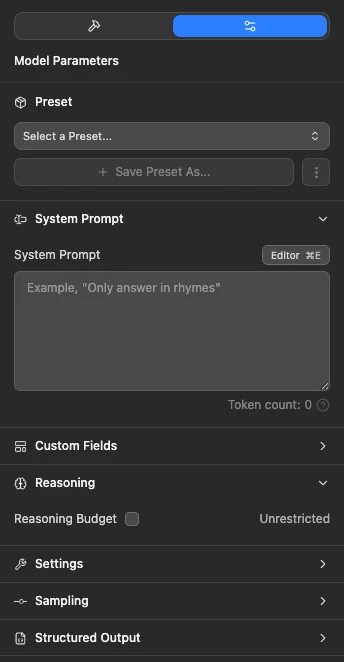 Model Parameters
Preset
Select a Preset...
+ Save Preset As...
System Prompt
System Prompt
Editor ⌘E
Example, "Only answer in rhymes"
Token count: 0 ?
Custom Fields
Reasoning
Reasoning Budget
Unrestricted
Settings
Sampling
Structured Output